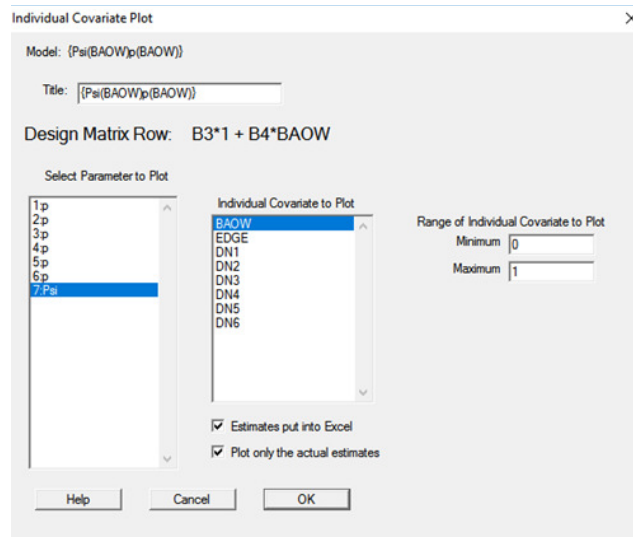 Individual Covariate Plot
Model: {Psi(BAOW)p(BAOW)}
Title: {Psi(BAOW)p(BAOW)}
Design Matrix Row: B3*1 + B4*BAOW
Select Parameter to Plot
1:p
2:p
3:p
4:p
5:p
6:p
7:Psi
Individual Covariate to Plot
BAOW
EDGE
DN1
DN2
DN3
DN4
DN5
DN6
Range of Individual Covariate to Plot
Minimum 0
Maximum 1
Estimates put into Excel
Plot only the actual estimates
Help Cancel OK